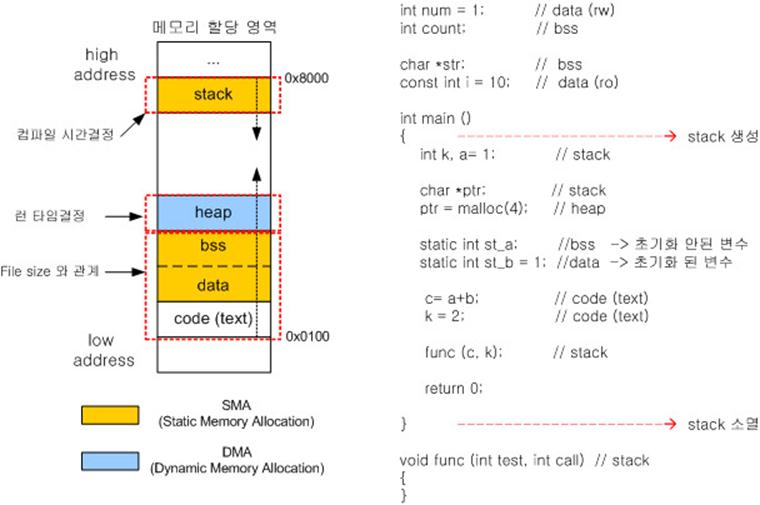 메모리 할당 영역
high
address
...
0x8000
stack
컴파일 시간결정
런 타임결정
heap
bss
File size 와 관계
data
code (text)
0x0100
low
address
SMA
(Static Memory Allocation)
DMA
(Dynamic Memory Allocation)
int num = 1; // data (rw)
int count; // bss
char *str; // bss
const int i = 10; // data (ro)
int main ()
{ stack 생성
int k, a= 1; // stack
char *ptr; // stack
ptr = malloc(4); // heap
static int st_a; //bss -> 초기화 안된 변수
static int st_b = 1; //data -> 초기화 된 변수
c= a+b; // code (text)
k = 2; // code (text)
func (c, k); // stack
return 0;
} stack 소멸
void func (int test, int call) // stack
{
}